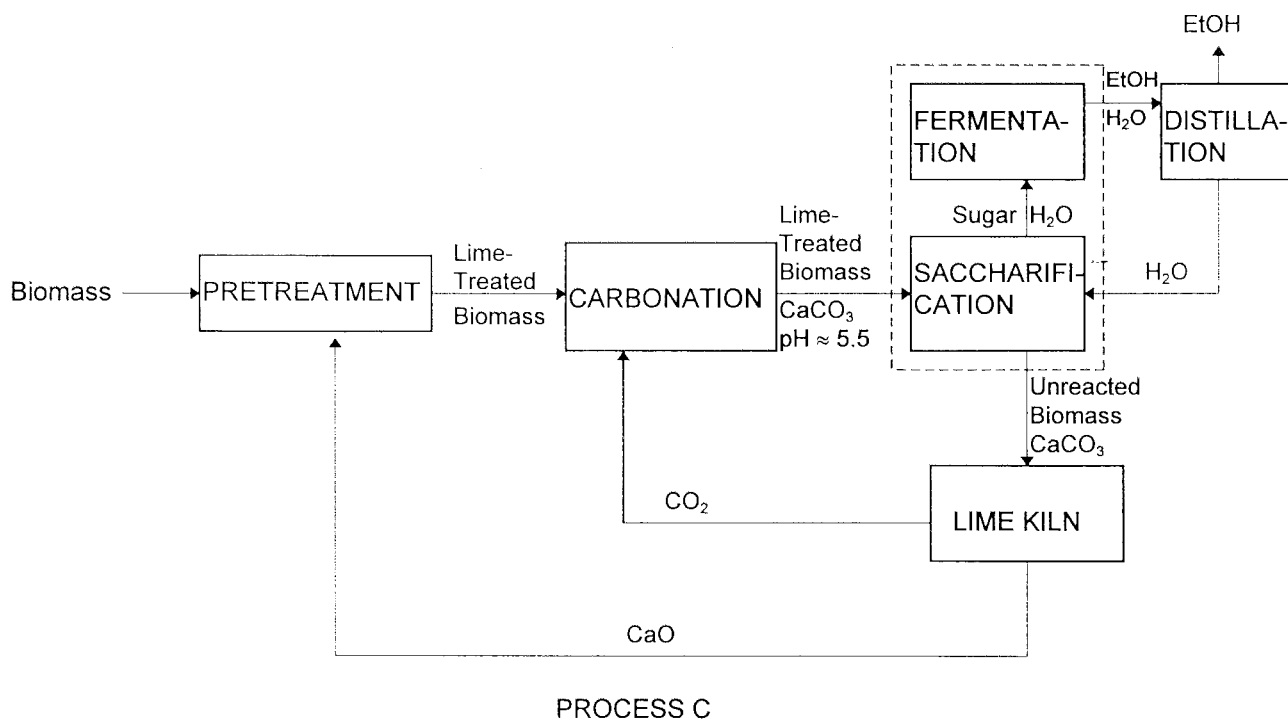 EtOH
EtOH
H₂O
FERMENTA-
TION
DISTILLA-
TION
Sugar H₂O
Lime-
Treated
Biomass
CaCO₃
pH ≈ 5.5
Lime-
Treated
Biomass
Biomass
PRETREATMENT
CARBONATION
SACCHARIFI-
CATION
H₂O
Unreacted
Biomass
CaCO₃
CO₂
LIME KILN
CaO
PROCESS C